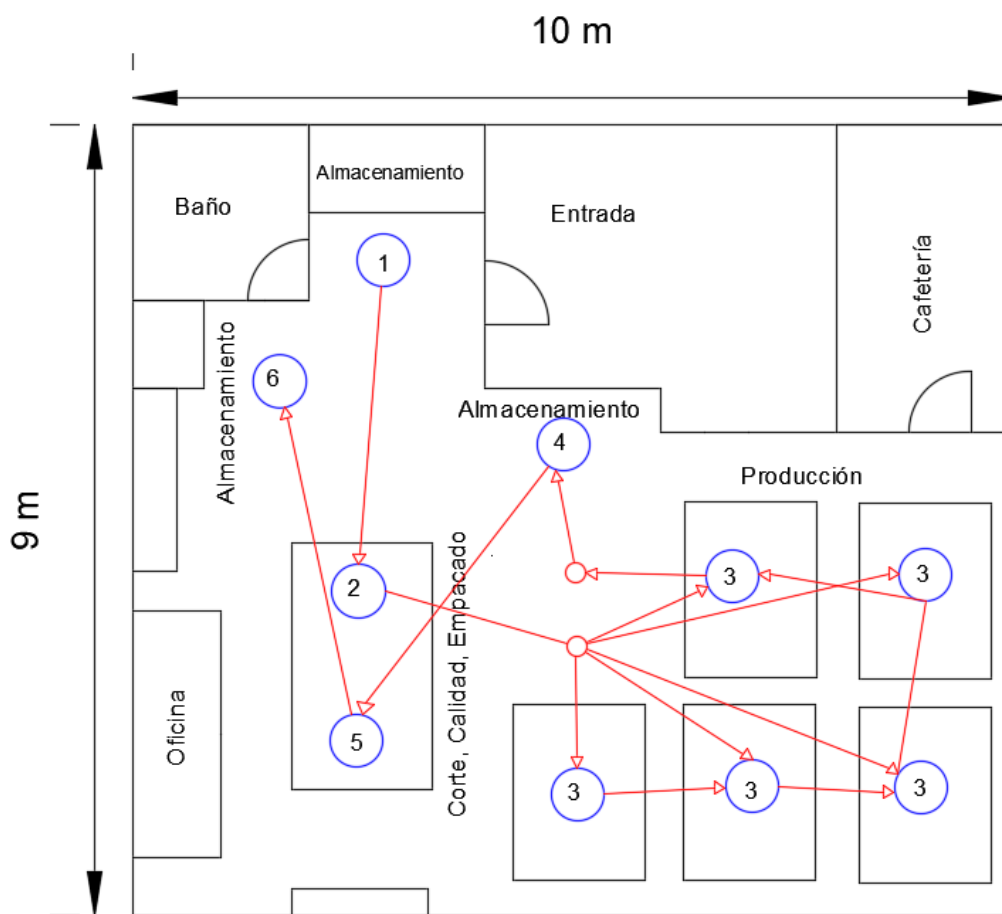 10 m
Almacenamiento
Baño
Entrada
Cafetería
1
Almacenamiento
6
Almacenamiento
4
Producción
9 m
Corte, Calidad, Empacado
2
3
3
Oficina
5
3
3
3